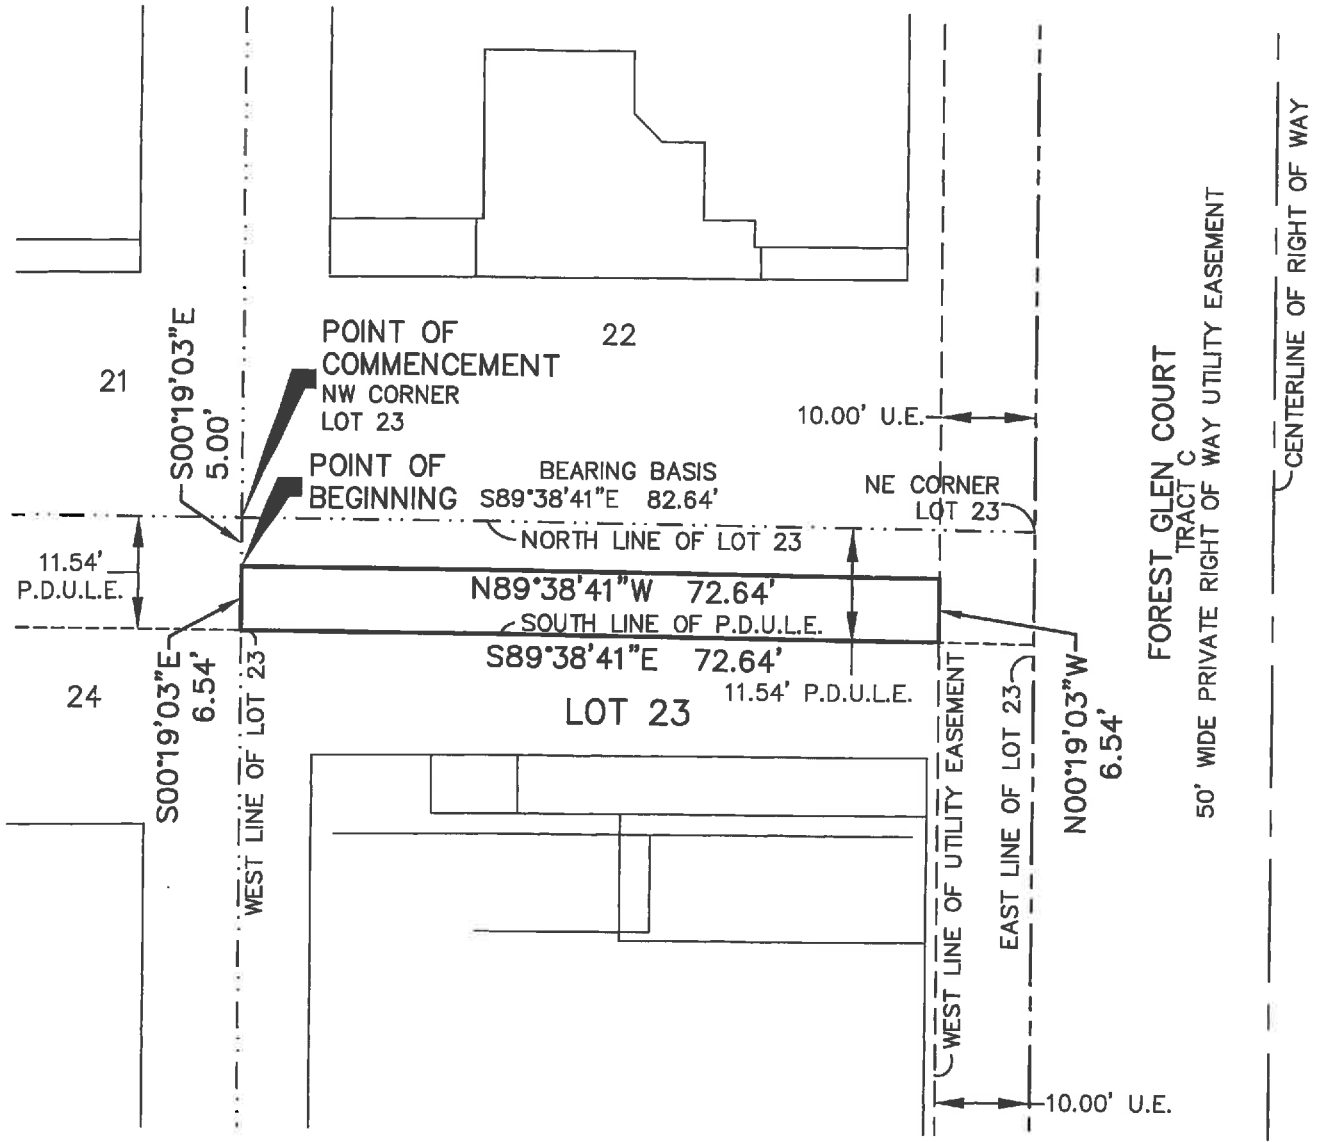 POINT OF
COMMENCEMENT
NW CORNER
LOT 23
22
21
S00°19'03"E
5.00'
10.00' U.E.
POINT OF
BEGINNING
BEARING BASIS
S89°38'41"E 82.64'
NE CORNER
LOT 23
NORTH LINE OF LOT 23
11.54'
P.D.U.L.E.
N89°38'41"W 72.64'
SOUTH LINE OF P.D.U.L.E.
S89°38'41"E 72.64'
11.54' P.D.U.L.E.
24
LOT 23
S00°19'03"E
6.54'
WEST LINE OF LOT 23
WEST LINE OF UTILITY EASEMENT
EAST LINE OF LOT 23
N00°19'03"W
6.54'
FOREST GLEN COURT
TRACT C
50' WIDE PRIVATE RIGHT OF WAY UTILITY EASEMENT
CENTERLINE OF RIGHT OF WAY
10.00' U.E.